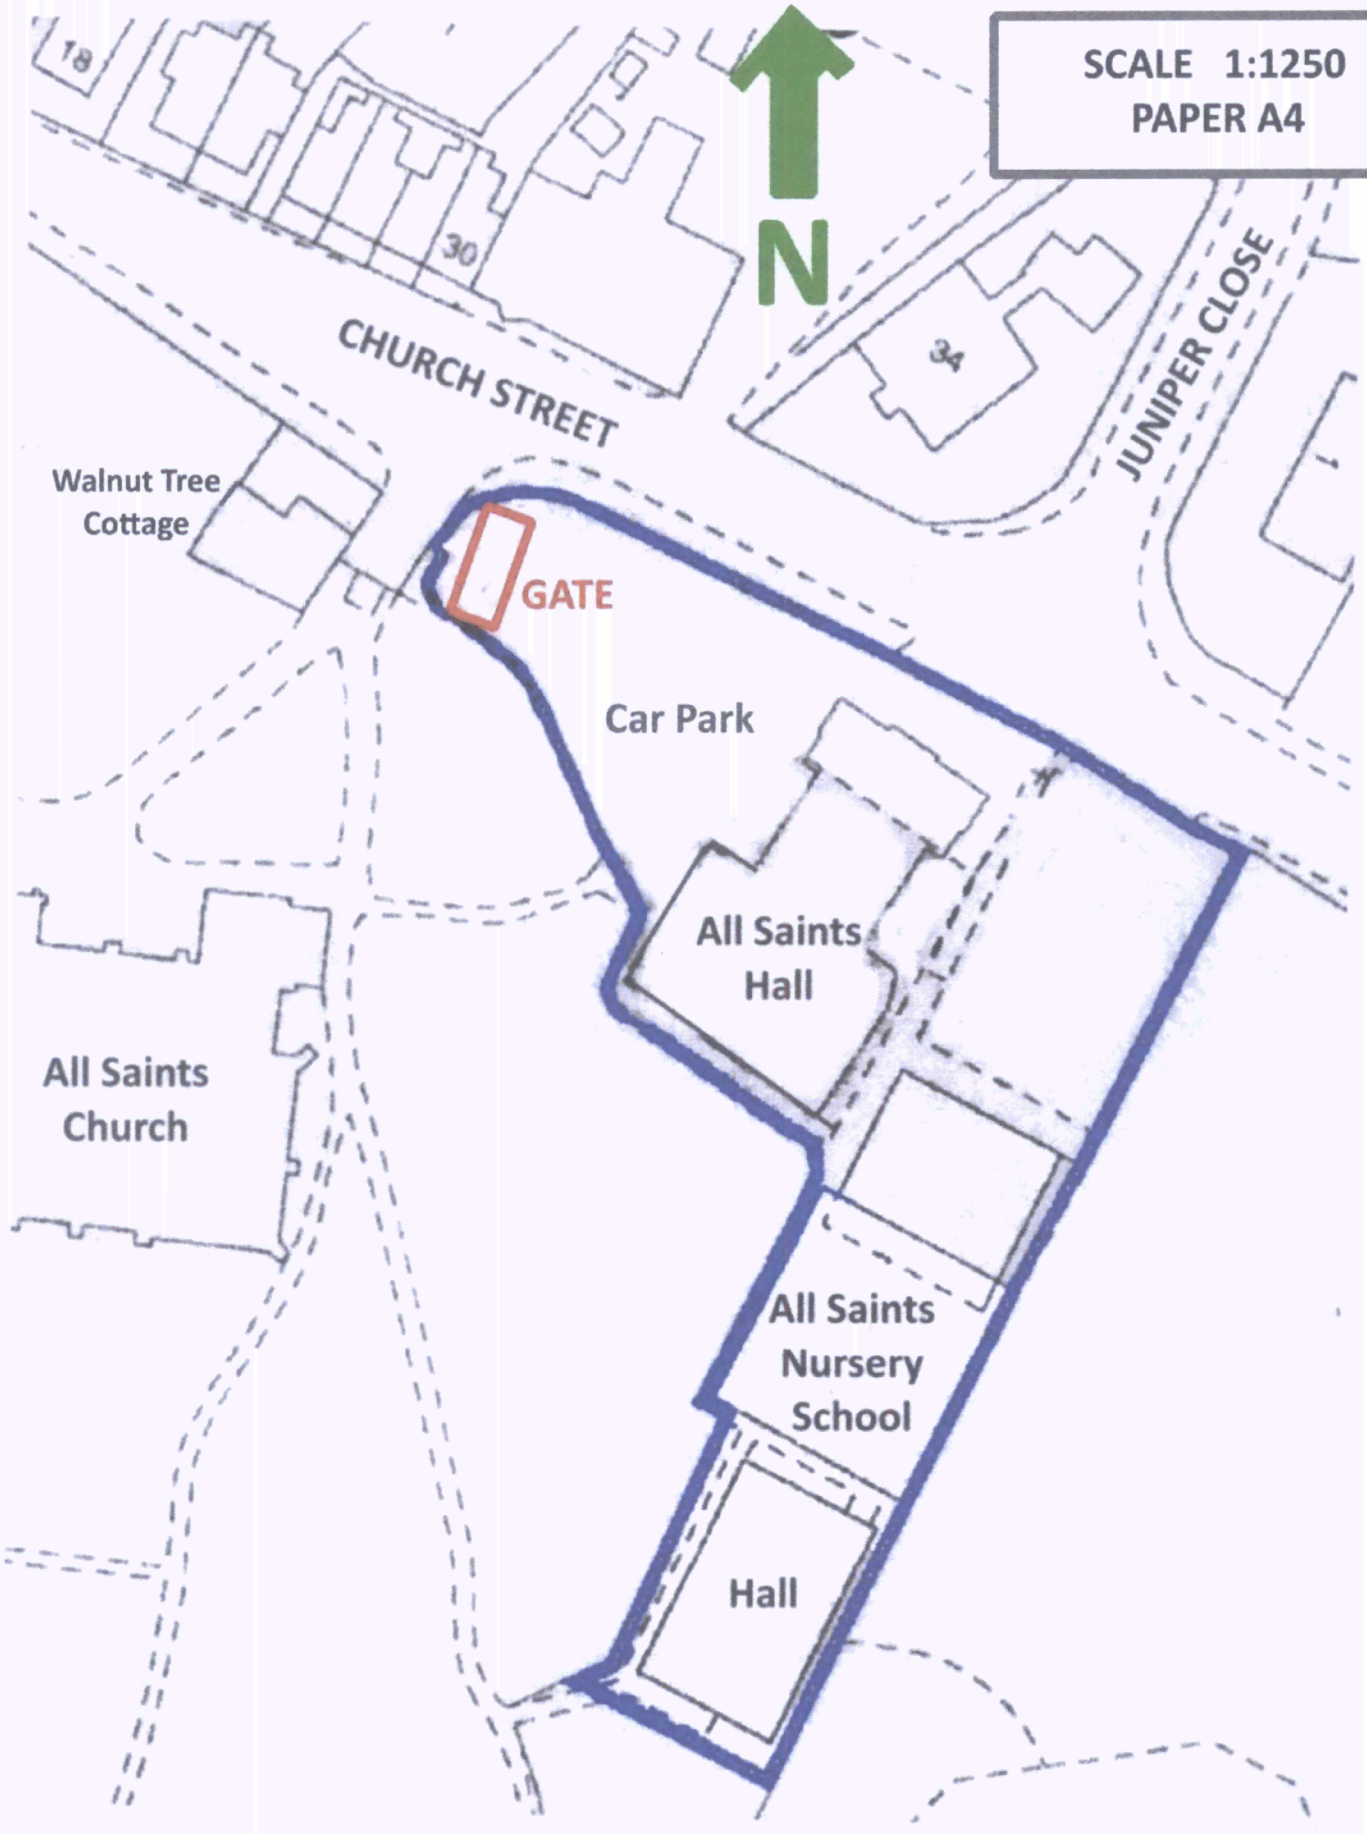 SCALE 1:1250
PAPER A4
18
N
30
CHURCH STREET
34
JUNIPER CLOSE
1
Walnut Tree
Cottage
GATE
Car Park
All Saints
Hall
All Saints
Church
All Saints
Nursery
School
Hall